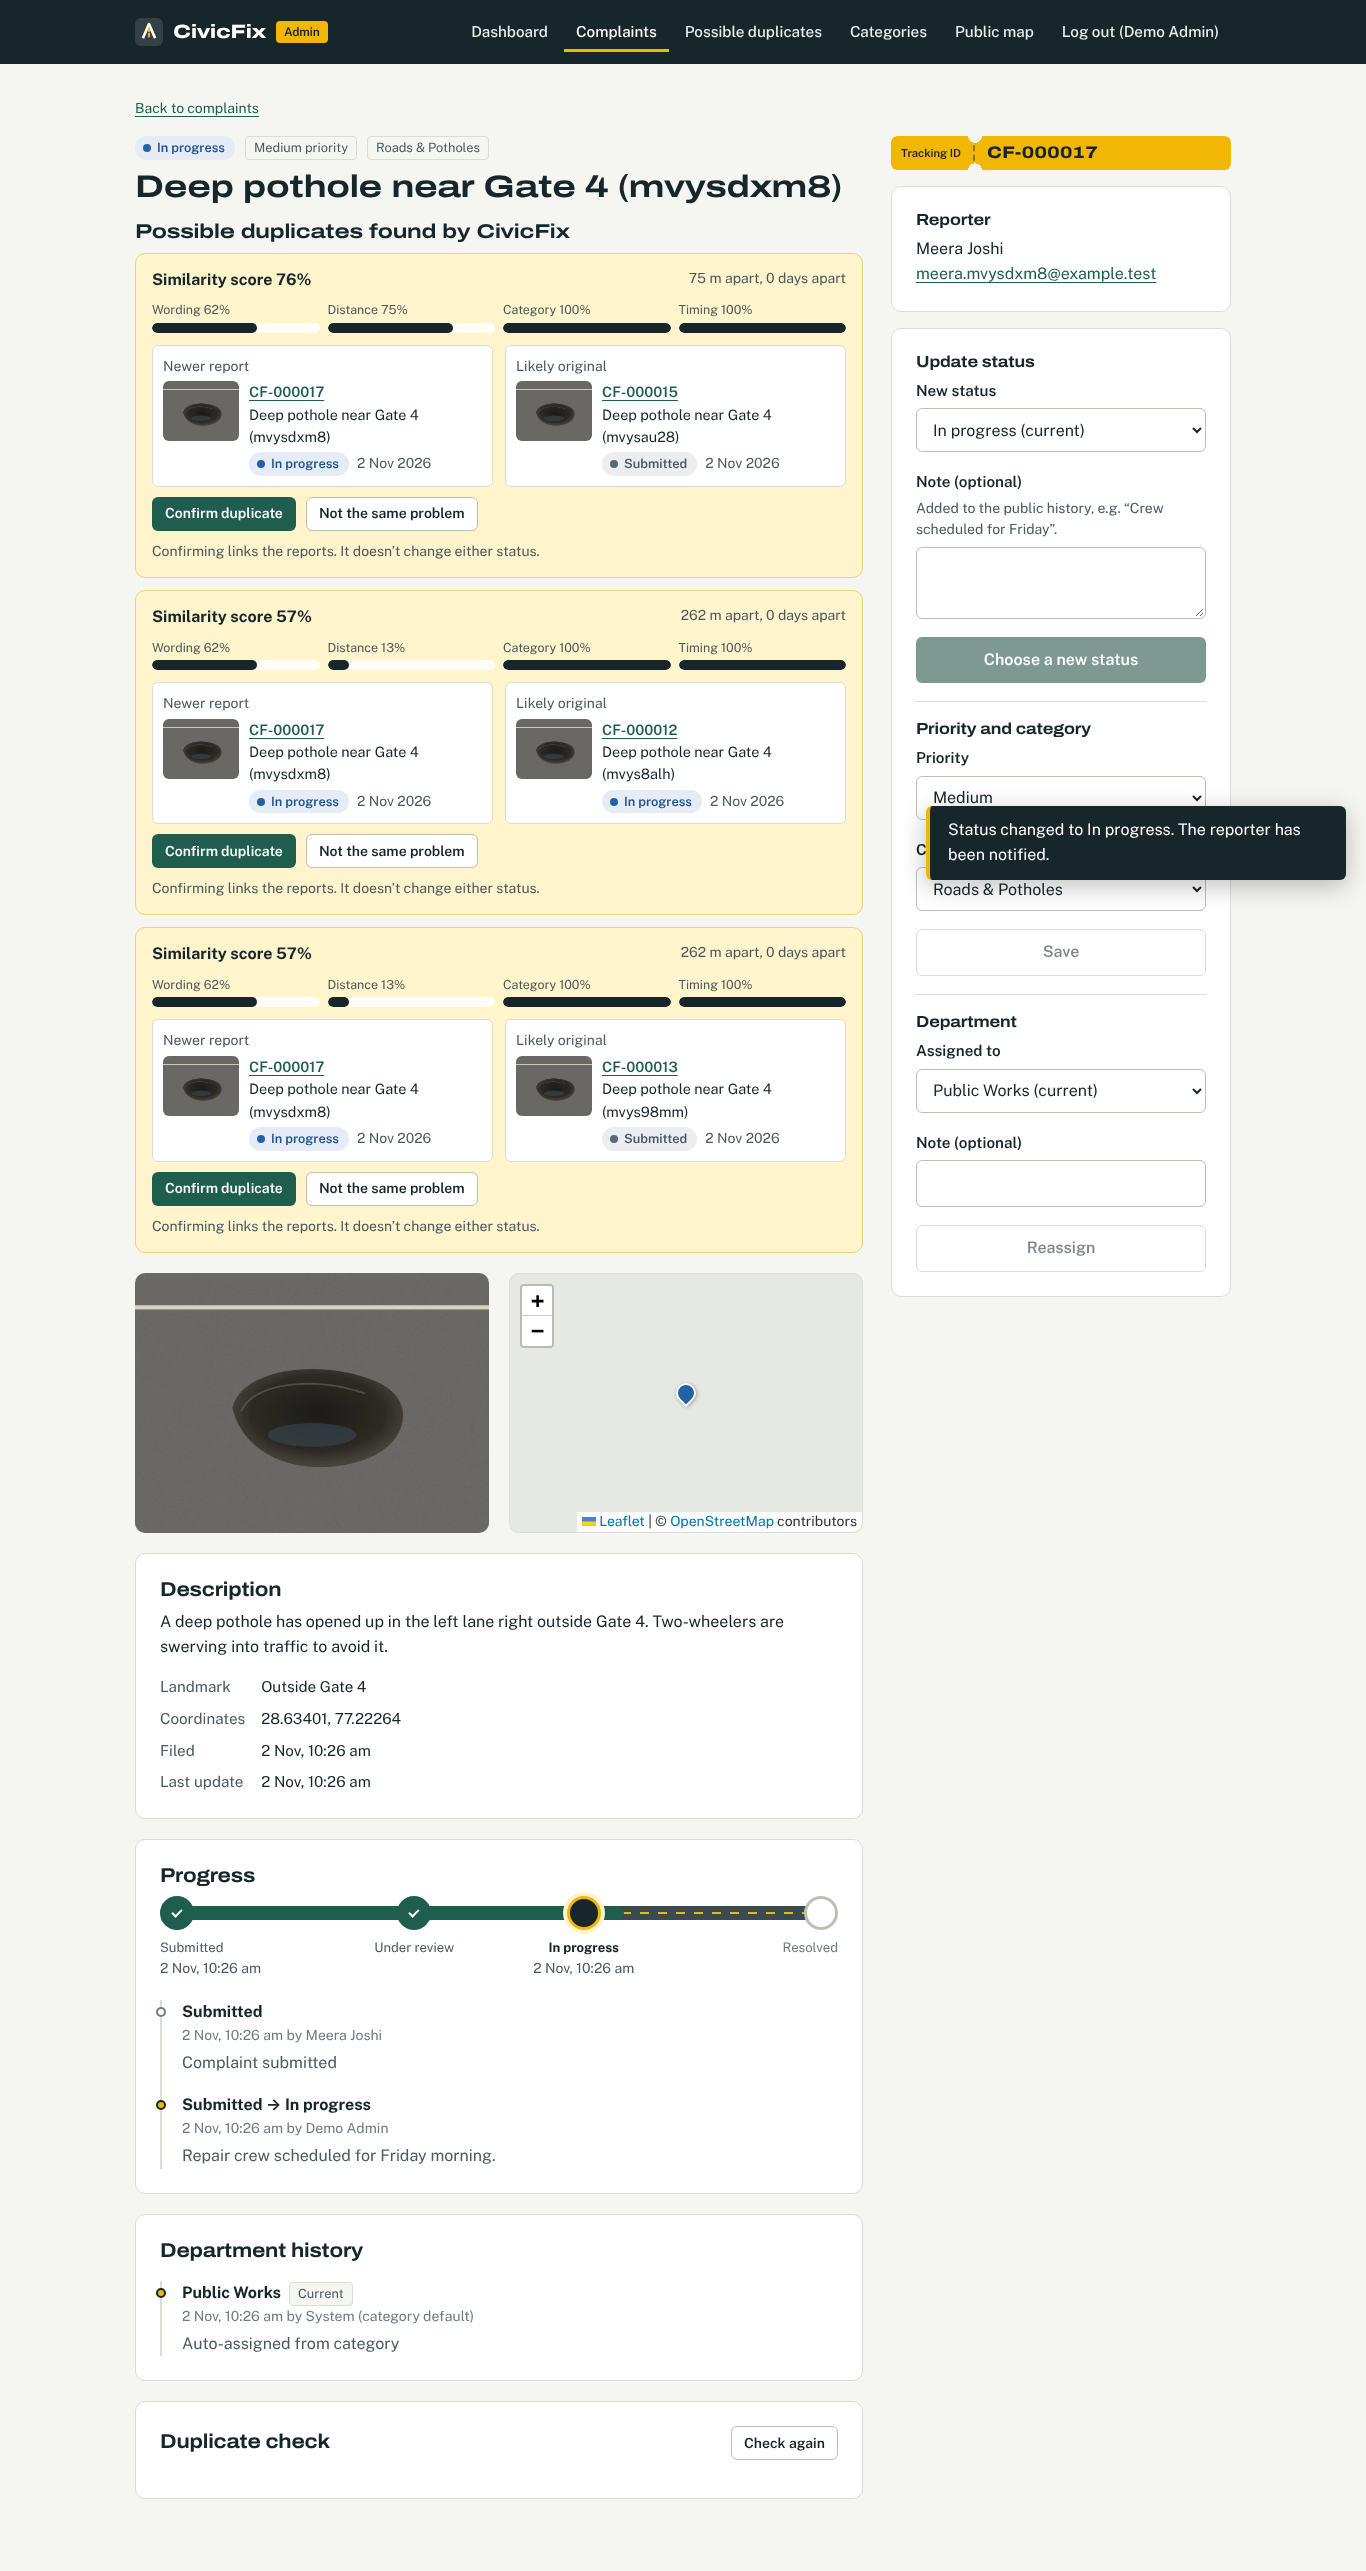 CivicFix Admin
Dashboard Complaints Possible duplicates Categories Public map Log out (Demo Admin)
Back to complaints
In progress Medium priority Roads & Potholes
Deep pothole near Gate 4 (mvysdxm8)
Possible duplicates found by CivicFix
Similarity score 76% 75 m apart, 0 days apart
Wording 62% Distance 75% Category 100% Timing 100%
Newer report
CF-000017
Deep pothole near Gate 4
(mvysdxm8)
In progress 2 Nov 2026
Likely original
CF-000015
Deep pothole near Gate 4
(mvysau28)
Submitted 2 Nov 2026
Confirm duplicate Not the same problem
Confirming links the reports. It doesn't change either status.
Similarity score 57% 262 m apart, 0 days apart
Wording 62% Distance 13% Category 100% Timing 100%
Newer report
CF-000017
Deep pothole near Gate 4
(mvysdxm8)
In progress 2 Nov 2026
Likely original
CF-000012
Deep pothole near Gate 4
(mvys8alh)
In progress 2 Nov 2026
Confirm duplicate Not the same problem
Confirming links the reports. It doesn't change either status.
Similarity score 57% 262 m apart, 0 days apart
Wording 62% Distance 13% Category 100% Timing 100%
Newer report
CF-000017
Deep pothole near Gate 4
(mvysdxm8)
In progress 2 Nov 2026
Likely original
CF-000013
Deep pothole near Gate 4
(mvys98mm)
Submitted 2 Nov 2026
Confirm duplicate Not the same problem
Confirming links the reports. It doesn't change either status.
+
−
Leaflet | © OpenStreetMap contributors
Description
A deep pothole has opened up in the left lane right outside Gate 4. Two-wheelers are
swerving into traffic to avoid it.
Landmark Outside Gate 4
Coordinates 28.63401, 77.22264
Filed 2 Nov, 10:26 am
Last update 2 Nov, 10:26 am
Progress
Submitted Under review In progress Resolved
2 Nov, 10:26 am 2 Nov, 10:26 am
Submitted
2 Nov, 10:26 am by Meera Joshi
Complaint submitted
Submitted → In progress
2 Nov, 10:26 am by Demo Admin
Repair crew scheduled for Friday morning.
Department history
Public Works Current
2 Nov, 10:26 am by System (category default)
Auto-assigned from category
Duplicate check Check again
Tracking ID CF-000017
Reporter
Meera Joshi
meera.mvysdxm8@example.test
Update status
New status
In progress (current)
Note (optional)
Added to the public history, e.g. “Crew
scheduled for Friday”.
Choose a new status
Priority and category
Priority
Medium
Status changed to In progress. The reporter has
been notified.
Roads & Potholes
Save
Department
Assigned to
Public Works (current)
Note (optional)
Reassign